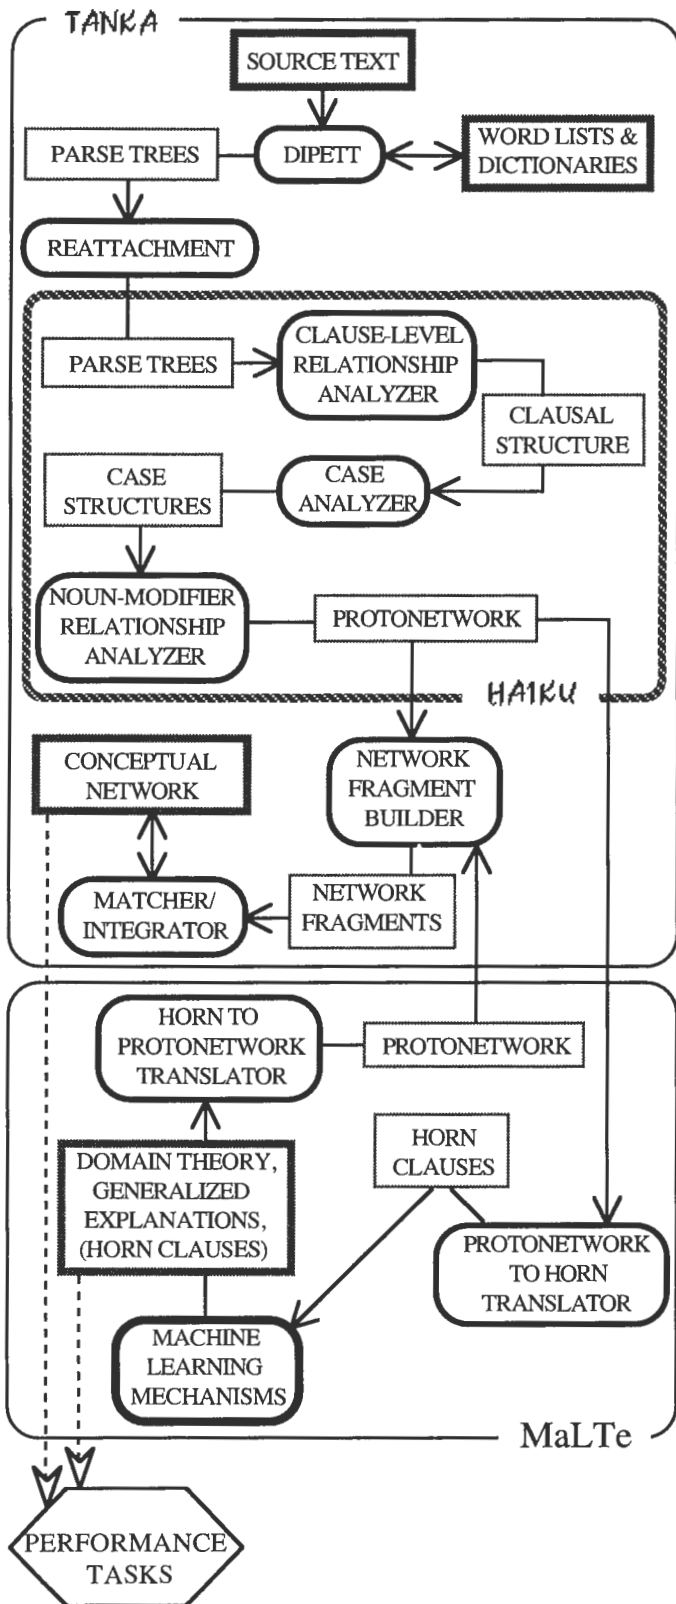 TANKA
SOURCE TEXT
PARSE TREES
DIPETT
WORD LISTS &
DICTIONARIES
REATTACHMENT
PARSE TREES
CLAUSE-LEVEL
RELATIONSHIP
ANALYZER
CLAUSAL
STRUCTURE
CASE
STRUCTURES
CASE
ANALYZER
NOUN-MODIFIER
RELATIONSHIP
ANALYZER
PROTONETWORK
HAIKU
CONCEPTUAL
NETWORK
NETWORK
FRAGMENT
BUILDER
MATCHER/
INTEGRATOR
NETWORK
FRAGMENTS
HORN TO
PROTONETWORK
TRANSLATOR
PROTONETWORK
HORN
CLAUSES
DOMAIN THEORY,
GENERALIZED
EXPLANATIONS,
(HORN CLAUSES)
PROTONETWORK
TO HORN
TRANSLATOR
MACHINE
LEARNING
MECHANISMS
MaLTe
PERFORMANCE
TASKS